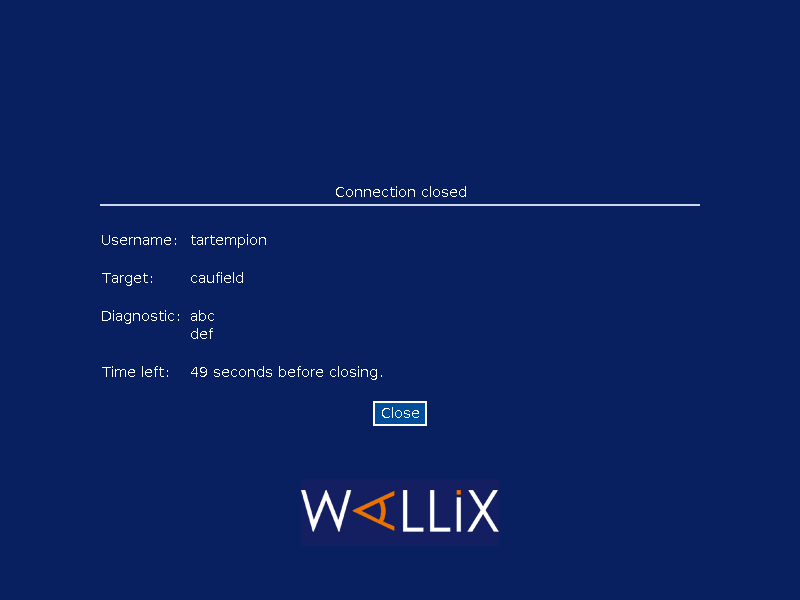 Connection closed
Username: tartempion
Target: caufield
Diagnostic: abc
def
Time left: 49 seconds before closing.
Close
WALLiX